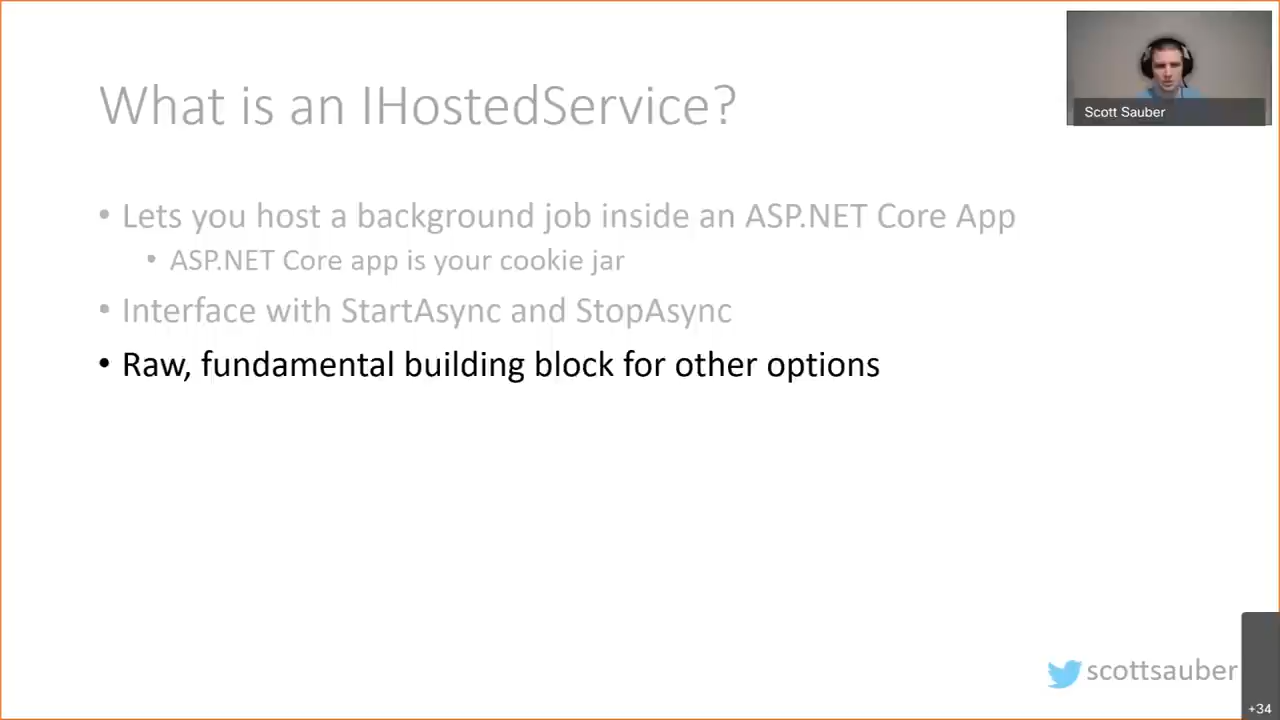 What is an IHostedService?
Scott Sauber
• Lets you host a background job inside an ASP.NET Core App
• ASP.NET Core app is your cookie jar
• Interface with StartAsync and StopAsync
• Raw, fundamental building block for other options
scottsauber
+34